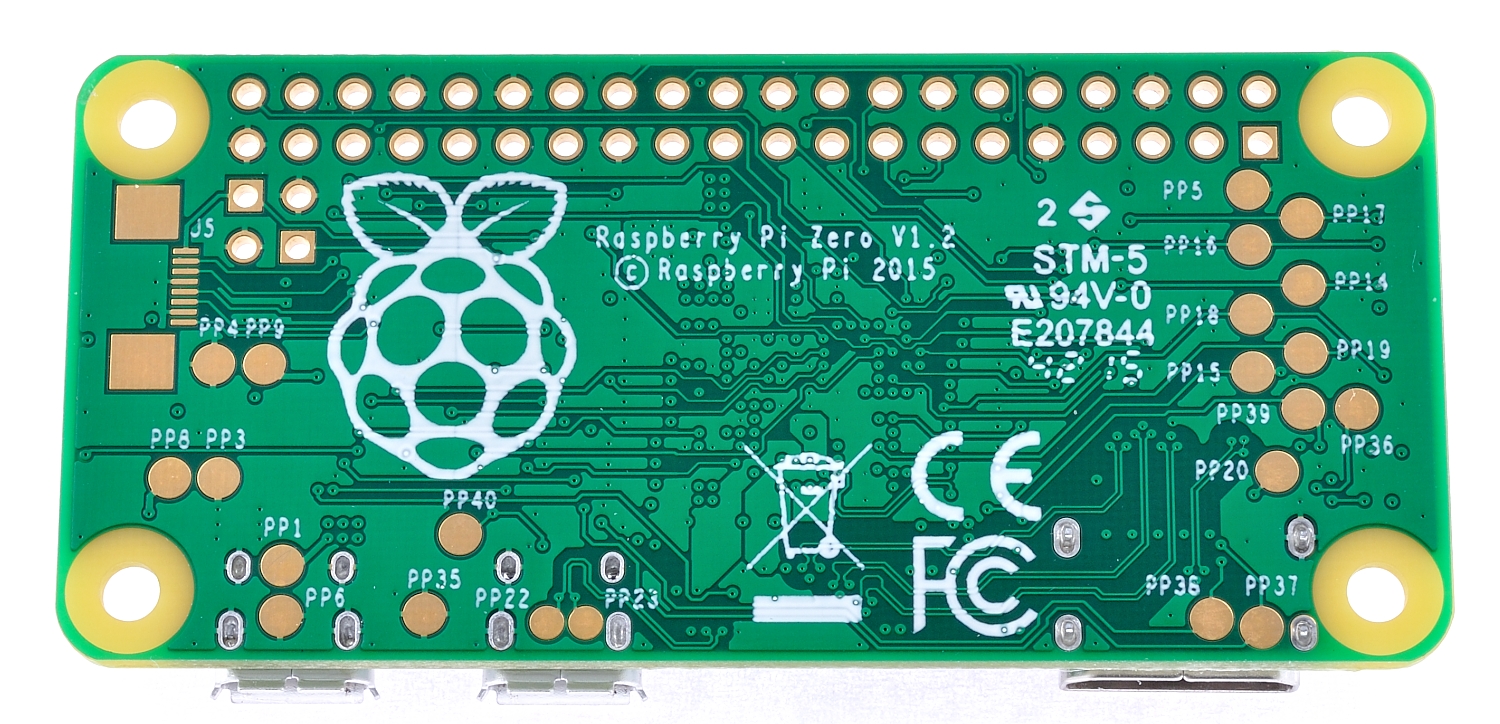 J5
PP4 PP9
PP8 PP3
PP1
PP6
PP40
PP35
PP22
PP23
Raspberry Pi Zero V1.2
© Raspberry Pi 2015
2 S
STM-5
94V-0
E207844
42 15
CE
FC
PP5
PP17
PP16
PP14
PP18
PP19
PP15
PP39
PP36
PP20
PP38
PP37